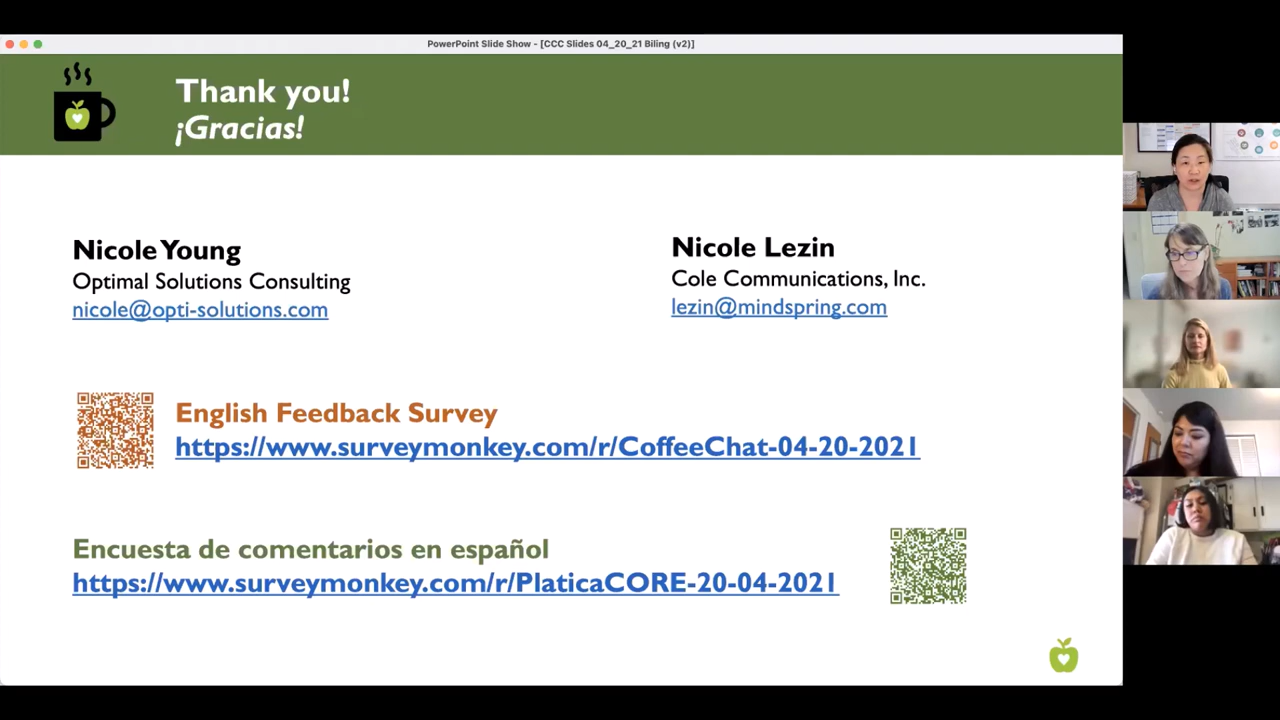 PowerPoint Slide Show - [CCC Slides 04_20_21 Biling (v2)]
Thank you!
¡Gracias!
Nicole Young
Optimal Solutions Consulting
nicole@opti-solutions.com
Nicole Lezin
Cole Communications, Inc.
lezin@mindspring.com
English Feedback Survey
https://www.surveymonkey.com/r/CoffeeChat-04-20-2021
Encuesta de comentarios en español
https://www.surveymonkey.com/r/PlaticaCORE-20-04-2021